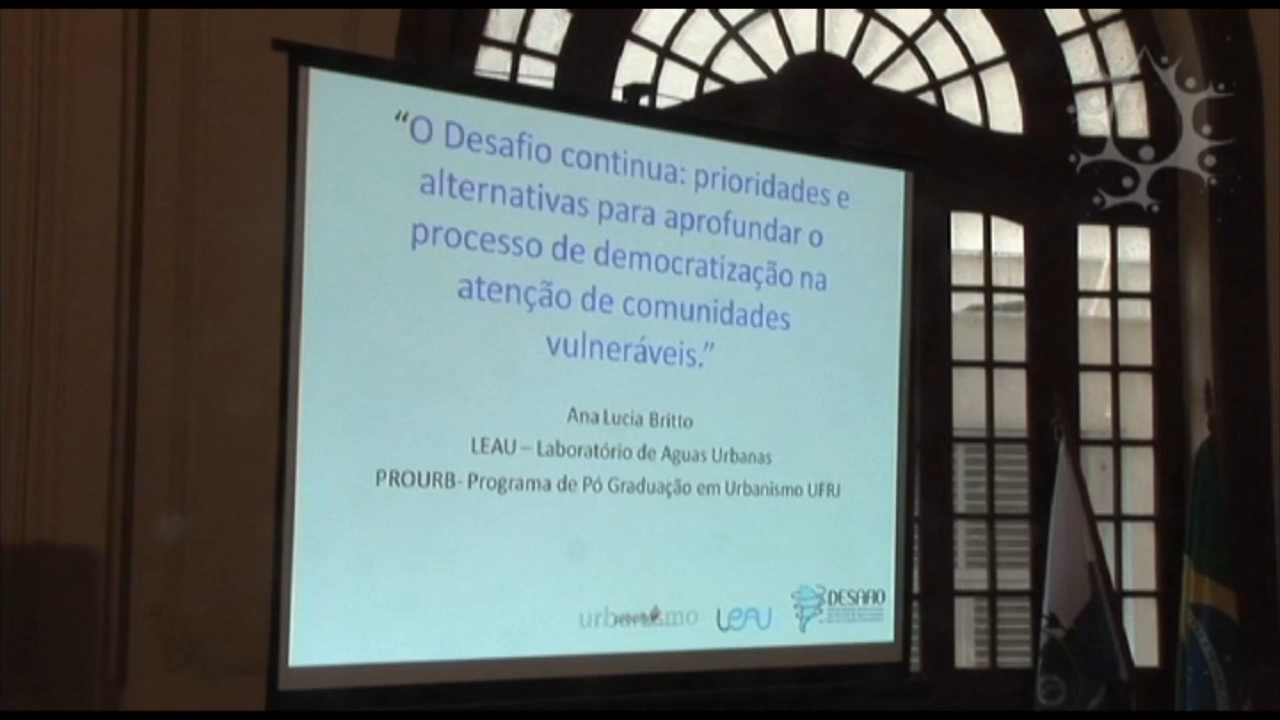 “O Desafio continua: prioridades e
alternativas para aprofundar o
processo de democratização na
atenção de comunidades
vulneráveis.”
Ana Lucia Britto
LEAU – Laboratório de Aguas Urbanas
PROURB- Programa de Pó Graduação em Urbanismo UFRJ
urbanismo
LEAU
DESAFIO